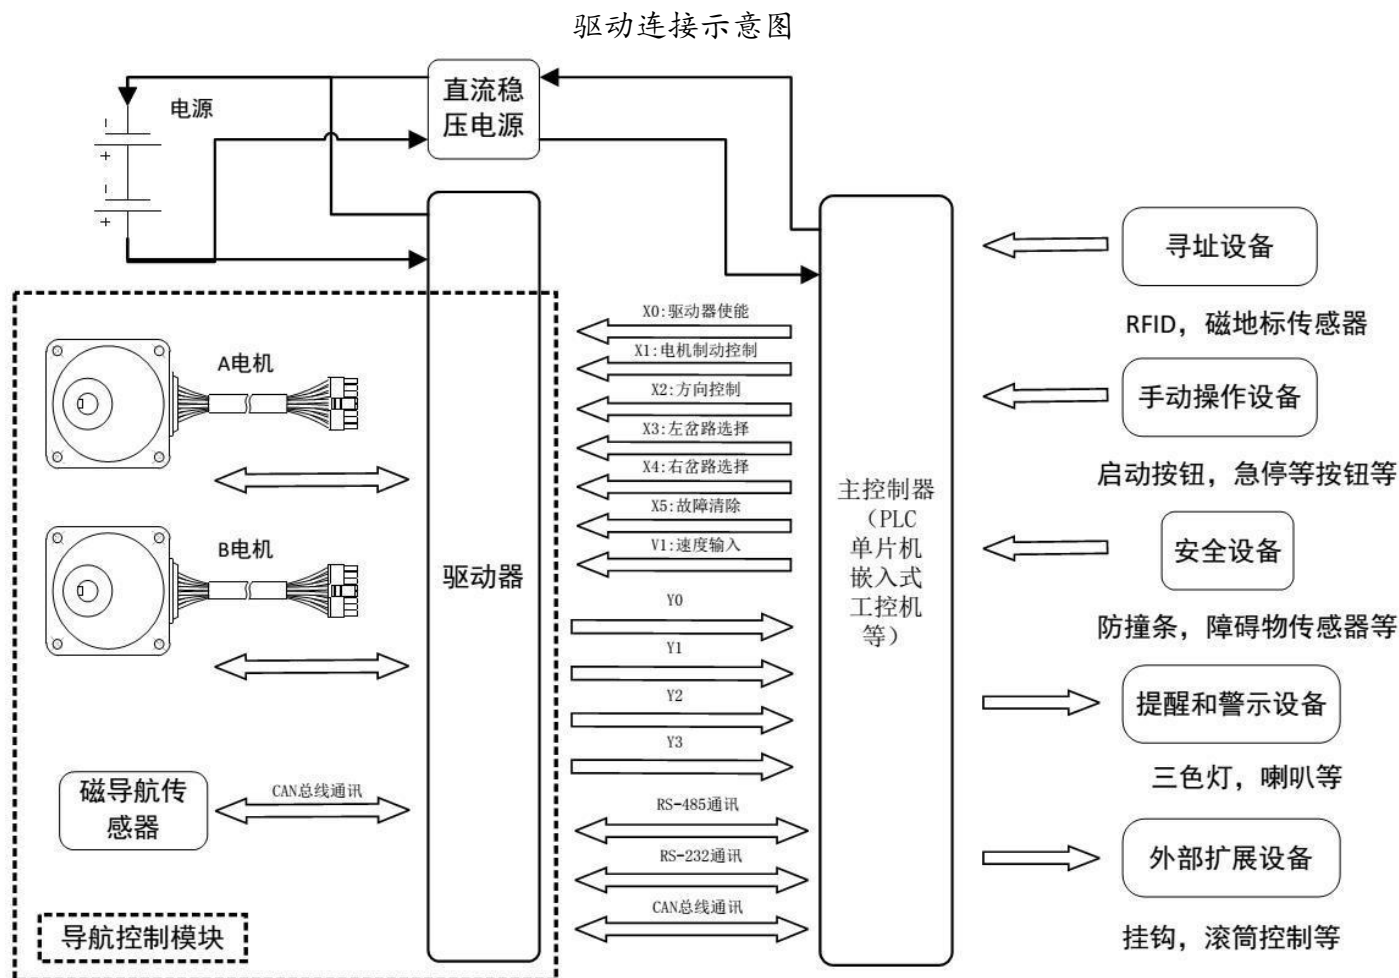 驱动连接示意图
电源
-
+
-
+
直流稳
压电源
A电机
B电机
磁导航传
感器
CAN总线通讯
导航控制模块
驱动器
X0:驱动器使能
X1:电机制动控制
X2:方向控制
X3:左岔路选择
X4:右岔路选择
X5:故障清除
V1:速度输入
Y0
Y1
Y2
Y3
RS-485通讯
RS-232通讯
CAN总线通讯
主控制器
（PLC
单片机
嵌入式
工控机
等）
寻址设备
RFID，磁地标传感器
手动操作设备
启动按钮，急停等按钮等
安全设备
防撞条，障碍物传感器等
提醒和警示设备
三色灯，喇叭等
外部扩展设备
挂钩，滚筒控制等